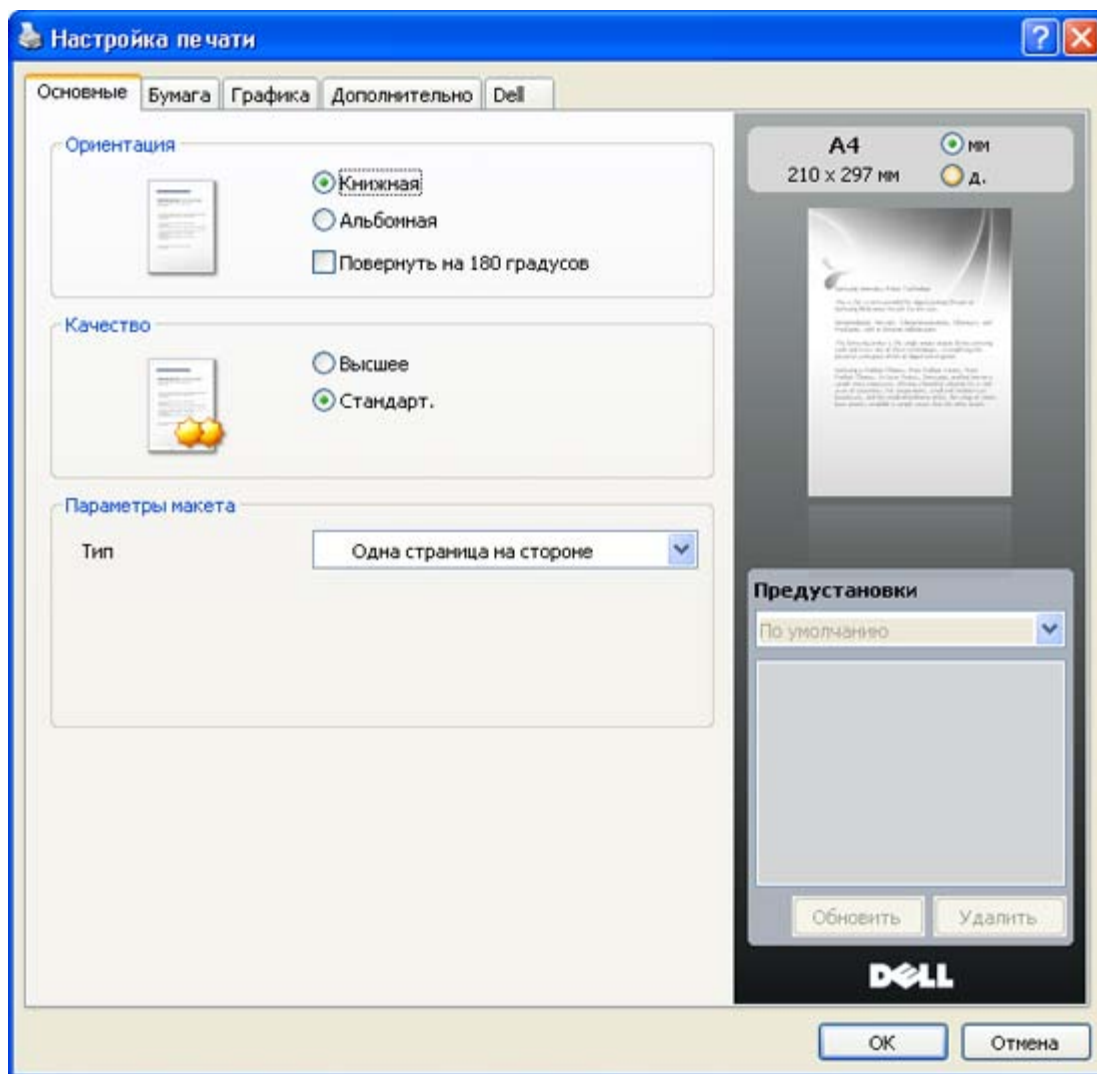 Настройка печати
Основные Бумага Графика Дополнительно Dell
Ориентация
Книжная
Альбомная
Повернуть на 180 градусов
Качество
Высшее
Стандарт.
Параметры макета
Тип
Одна страница на стороне
A4
мм
210 x 297 мм
д.
Предустановки
По умолчанию
Обновить Удалить
DELL
OK Отмена